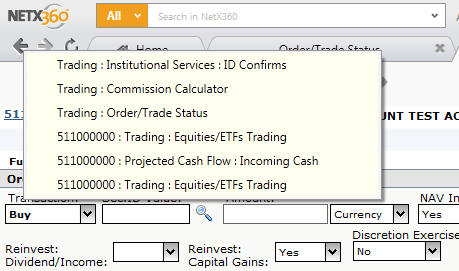 NETX360 All Search in NetX360
Home Order/Trade Status
Trading : Institutional Services : ID Confirms
Trading : Commission Calculator
Trading : Order/Trade Status
511000000 : Trading : Equities/ETFs Trading
511000000 : Projected Cash Flow : Incoming Cash
511000000 : Trading : Equities/ETFs Trading
511 UNT TEST AC
Fu
Or
Transaction: SecID Value: Amount: NAV In
Buy Currency Yes
Discretion Exercise
Reinvest: Reinvest: No
Dividend/Income: Capital Gains: Yes